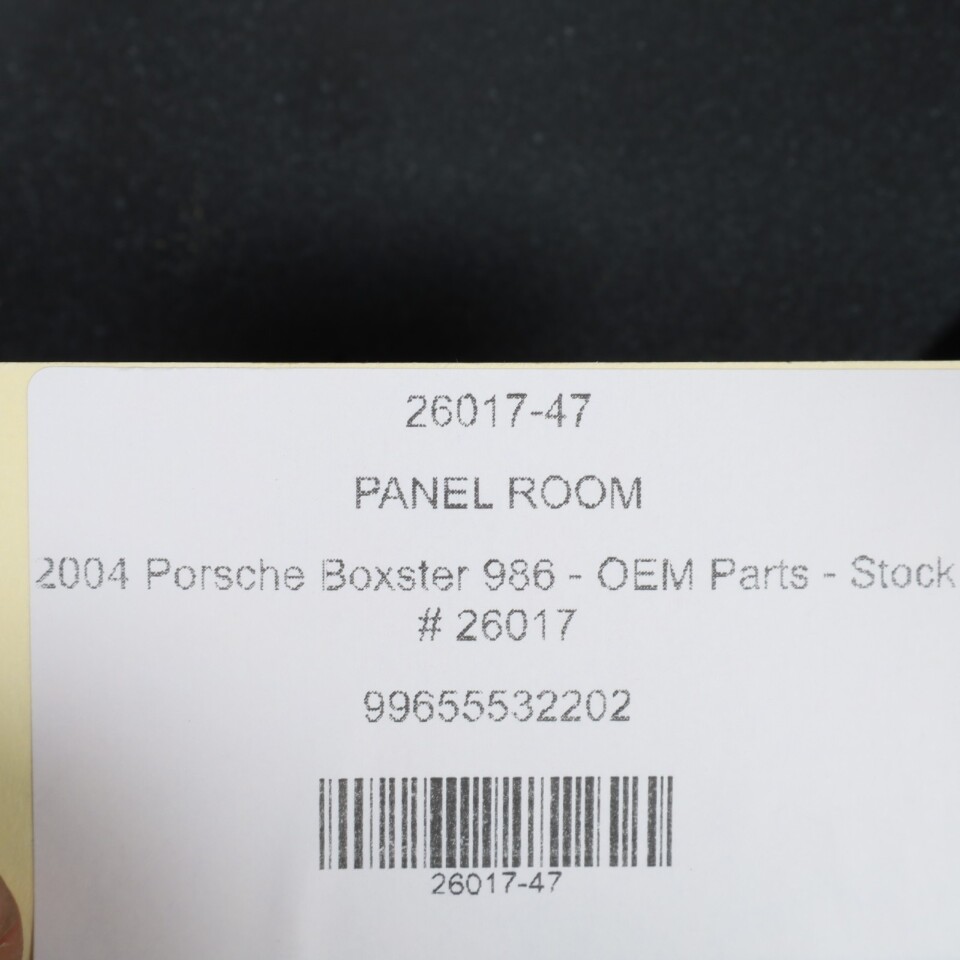 26017-47
PANEL ROOM
2004 Porsche Boxster 986 - OEM Parts - Stock
# 26017
99655532202
26017-47